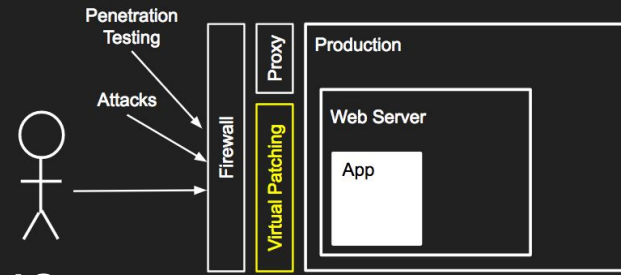 Penetration
Testing
Attacks
Firewall
Proxy
Virtual Patching
Production
Web Server
App